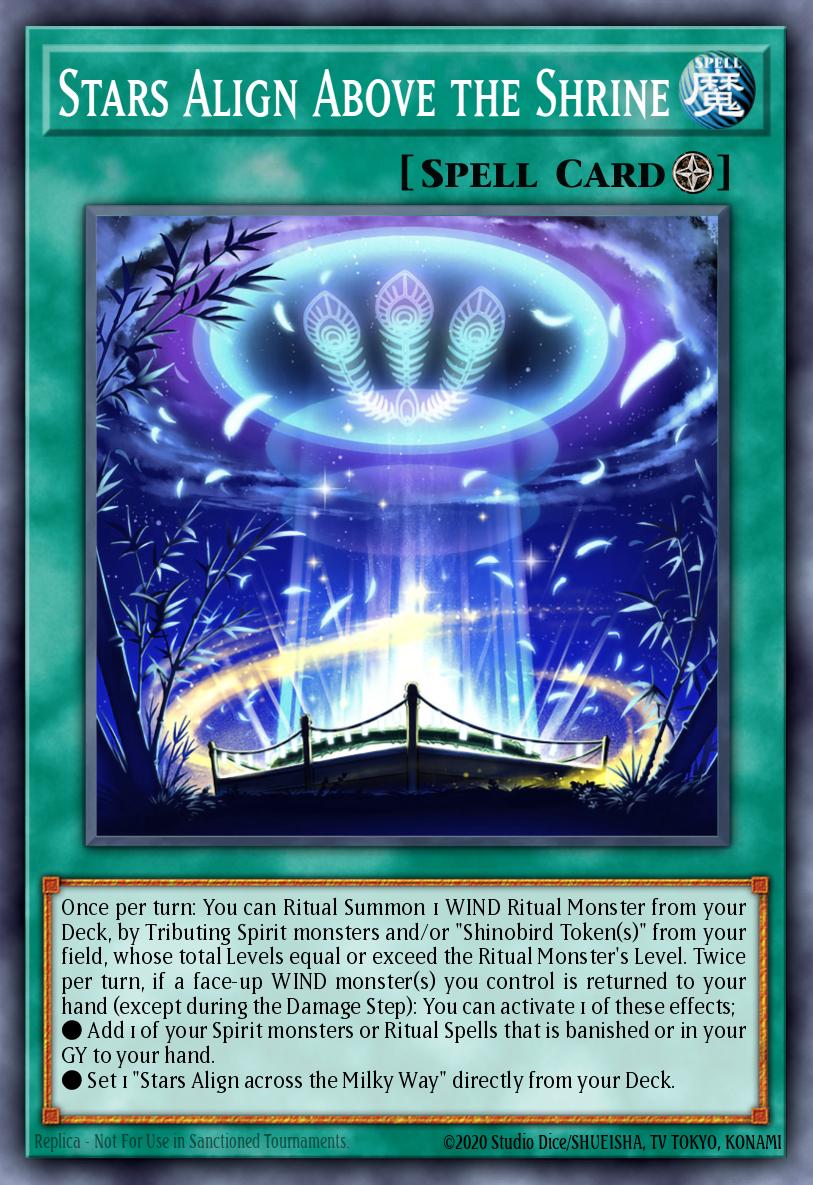 STARS ALIGN ABOVE THE SHRINE
SPELL
魔
[SPELL CARD]
Once per turn: You can Ritual Summon 1 WIND Ritual Monster from your
Deck, by Tributing Spirit monsters and/or "Shinobird Token(s)" from your
field, whose total Levels equal or exceed the Ritual Monster's Level. Twice
per turn, if a face-up WIND monster(s) you control is returned to your
hand (except during the Damage Step): You can activate 1 of these effects;
● Add 1 of your Spirit monsters or Ritual Spells that is banished or in your
GY to your hand.
● Set 1 "Stars Align across the Milky Way" directly from your Deck.
Replica - Not For Use in Sanctioned Tournaments.
©2020 Studio Dice/SHUEISHA, TV TOKYO, KONAMI